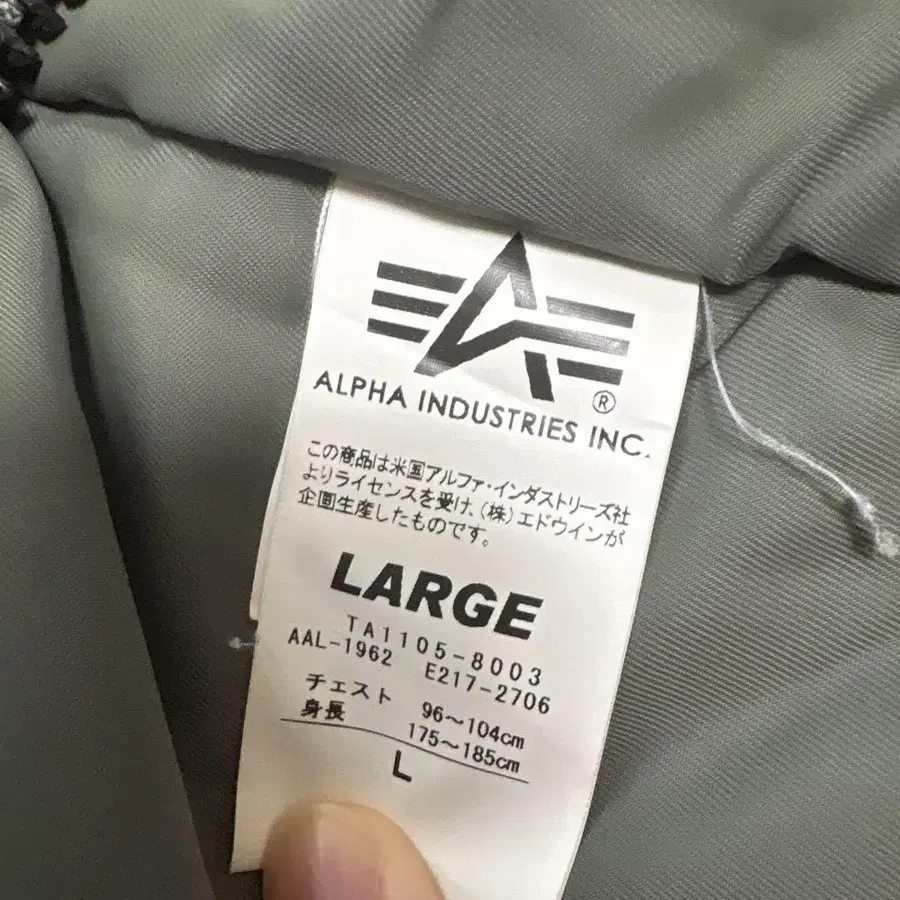 ALPHA INDUSTRIES INC.
®
この商品は米国アルファ・インダストリーズ社
よりライセンスを受け、(株)エドウインが
企画生産したものです。
LARGE
TA1105-8003
AAL-1962 E217-2706
チェスト 96〜104cm
身長 175〜185cm
L